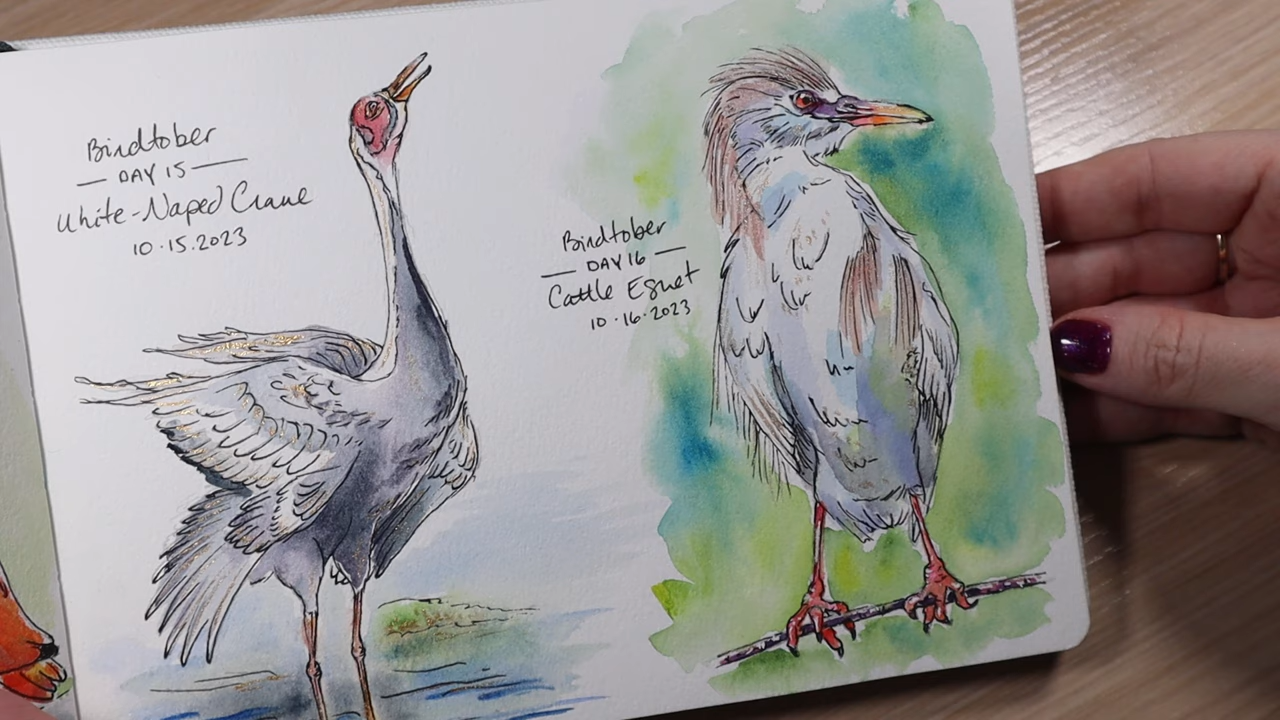 Birdtober
— DAY 15 —
White-Naped Crane
10.15.2023
Birdtober
— DAY 16 —
Cattle Egret
10.16.2023